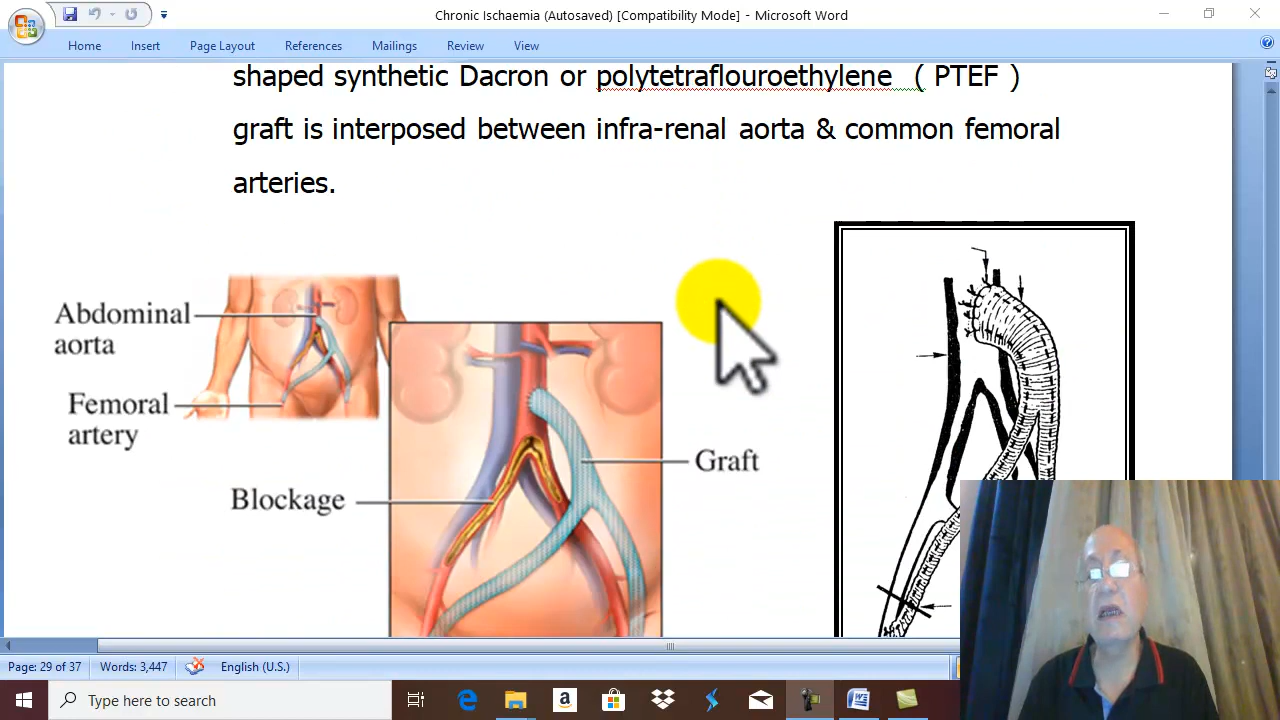 Chronic Ischaemia (Autosaved) [Compatibility Mode] - Microsoft Word
Home Insert Page Layout References Mailings Review View
shaped synthetic Dacron or polytetraflouroethylene ( PTEF )
graft is interposed between infra-renal aorta & common femoral
arteries.
Abdominal
aorta
Femoral
artery
Blockage
Graft
Page: 29 of 37 Words: 3,447 English (U.S.)
Type here to search